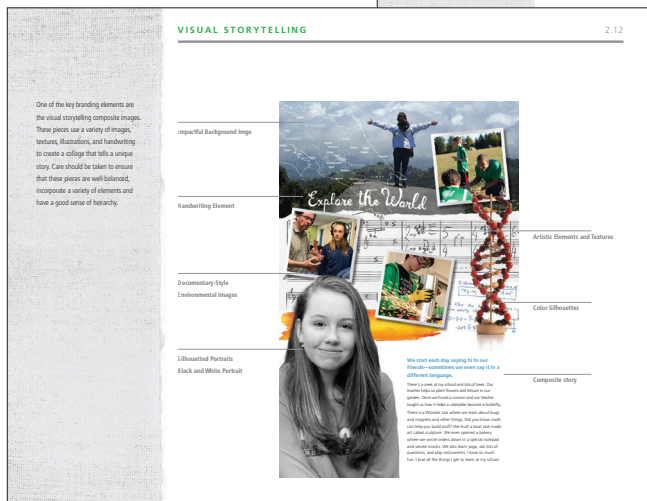 VISUAL STORYTELLING
2.12
One of the key branding elements are
the visual storytelling composite images.
These pieces use a variety of images,
textures, illustrations, and handwriting
to create a collage that tells a unique
story. Care should be taken to ensure
that these pieces are well-balanced,
incorporate a variety of elements and
have a good sense of heirarchy.
Impactful Background Imge
Handwriting Element
Documentary-Style
Environmental Images
Silhouetted Portraits
Black and White Portrait
Explore the World
Artistic Elements and Textures
Color Silhouettes
Composite story
We start each day saying hi to our
friends—sometimes we even say it in a
different language.
There's a creek at my school and lots of trees. Our
teacher helps us plant flowers and lettuce in our
garden. Once we found a cocoon and our teacher
taught us how it helps a caterpillar become a butterfly.
There is a Wonder Lab where we learn about bugs
and magnets and other things. Did you know math
can help you build stuff? We built a boat and made
art called sculpture. We even opened a bakery
where we wrote orders down in a special notepad
and served snacks. We also learn yoga, ask lots of
questions, and play instruments. I have so much
fun. I love all the things I get to learn at my school.